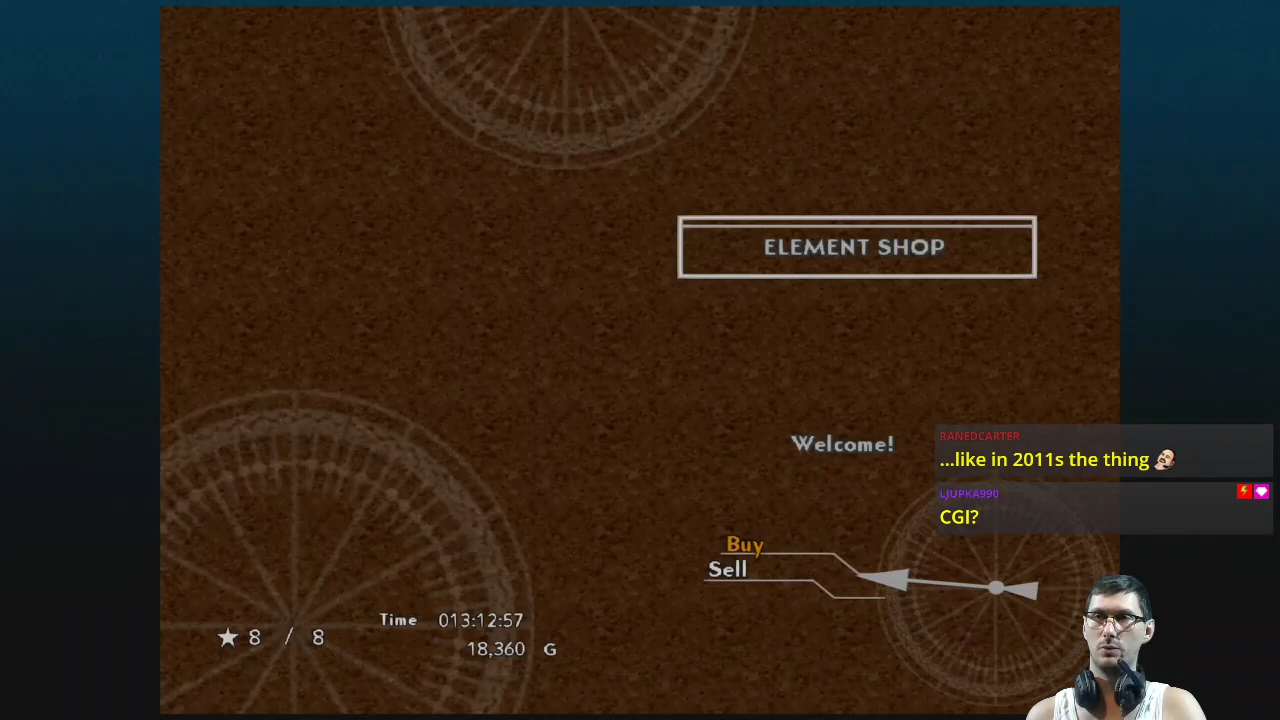 ELEMENT SHOP
Welcome!
RANEDCARTER
...like in 2011s the thing
LJUPKA990
CGI?
Buy
Sell
Time 013:12:57
8 / 8
18,360 G